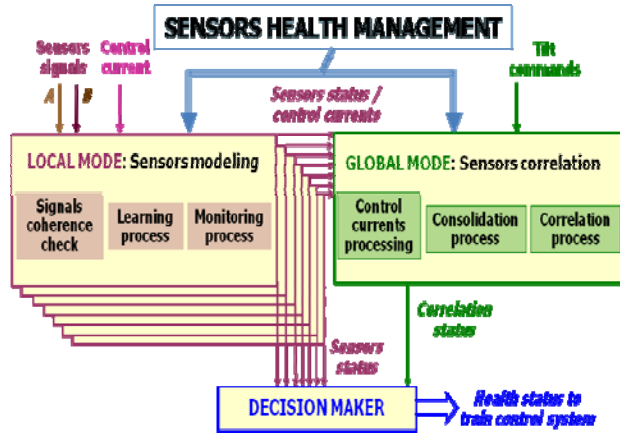 SENSORS HEALTH MANAGEMENT
Sensors
signals
Control
current
A
B
Tilt
commands
Sensors status /
control currents
LOCAL MODE: Sensors modeling
Signals
coherence
check
Learning
process
Monitoring
process
GLOBAL MODE: Sensors correlation
Control
currents
processing
Consolidation
process
Correlation
process
Correlation
status
Sensors
status
DECISION MAKER
Health status to
train control system